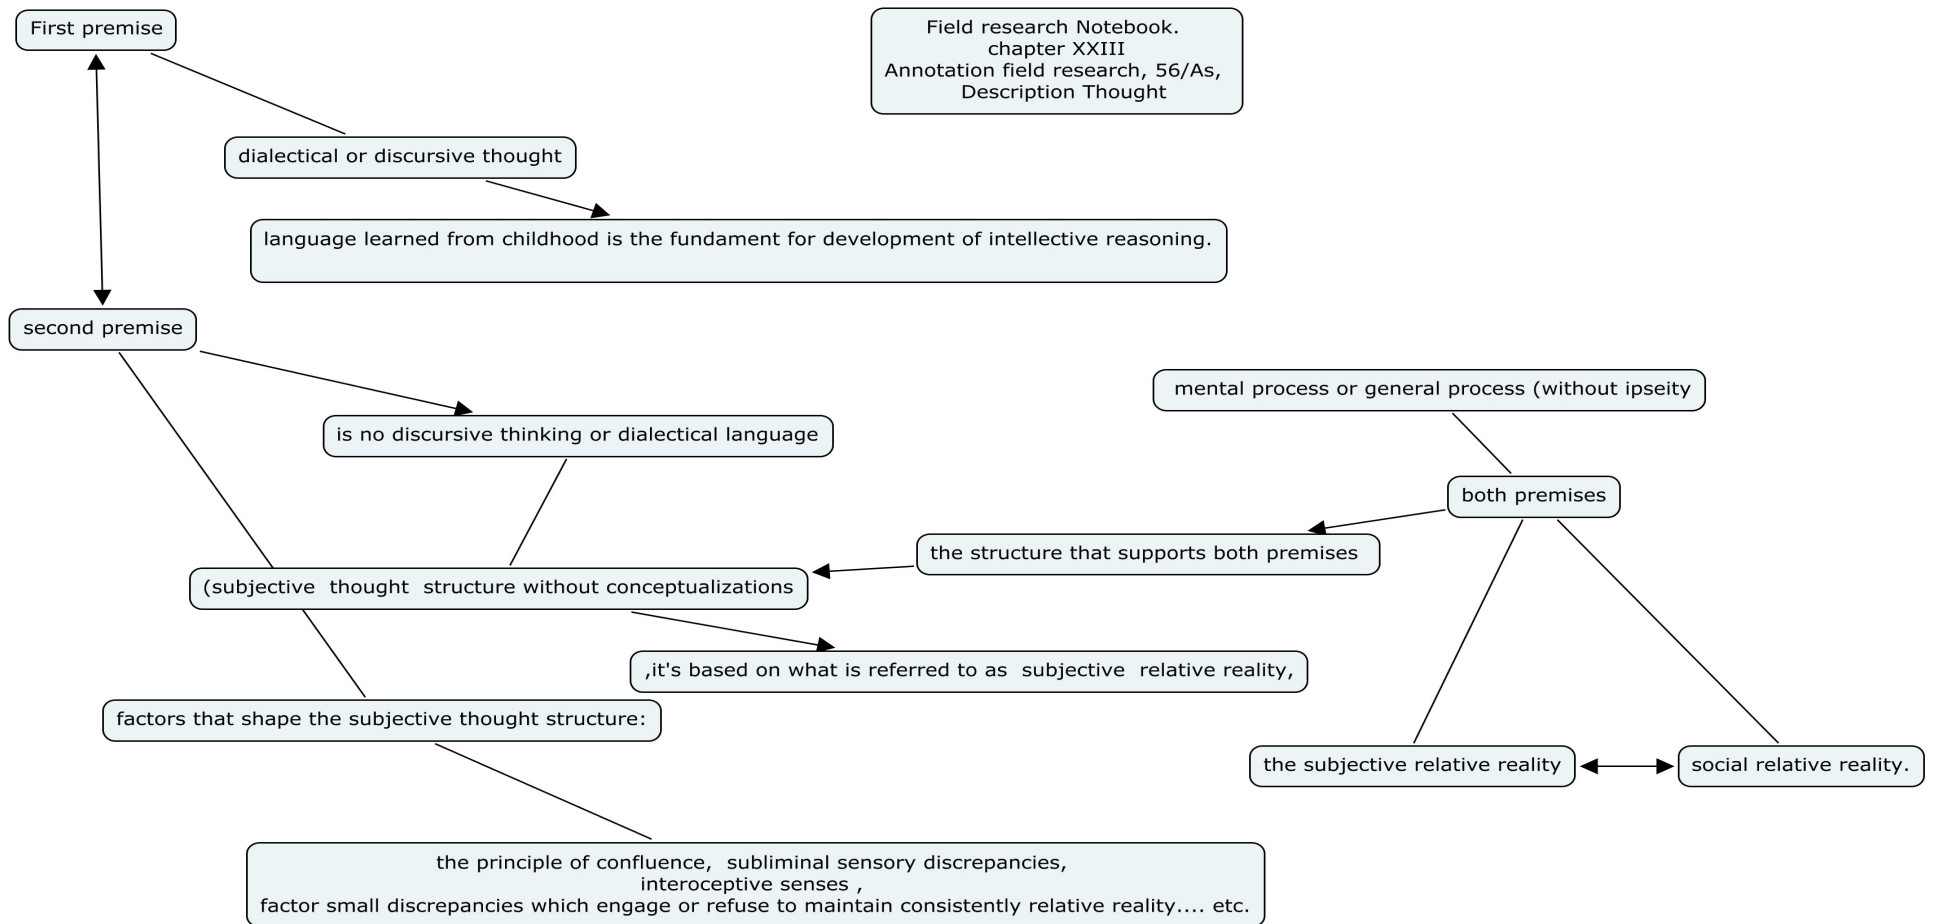 First premise
Field research Notebook.
chapter XXIII
Annotation field research, 56/As,
Description Thought
dialectical or discursive thought
language learned from childhood is the fundament for development of intellective reasoning.
second premise
mental process or general process (without ipseity
is no discursive thinking or dialectical language
both premises
the structure that supports both premises
(subjective  thought  structure without conceptualizations
,it's based on what is referred to as  subjective  relative reality,
factors that shape the subjective thought structure:
the subjective relative reality
social relative reality.
the principle of confluence,  subliminal sensory discrepancies,
interoceptive senses ,
factor small discrepancies which engage or refuse to maintain consistently relative reality.... etc.